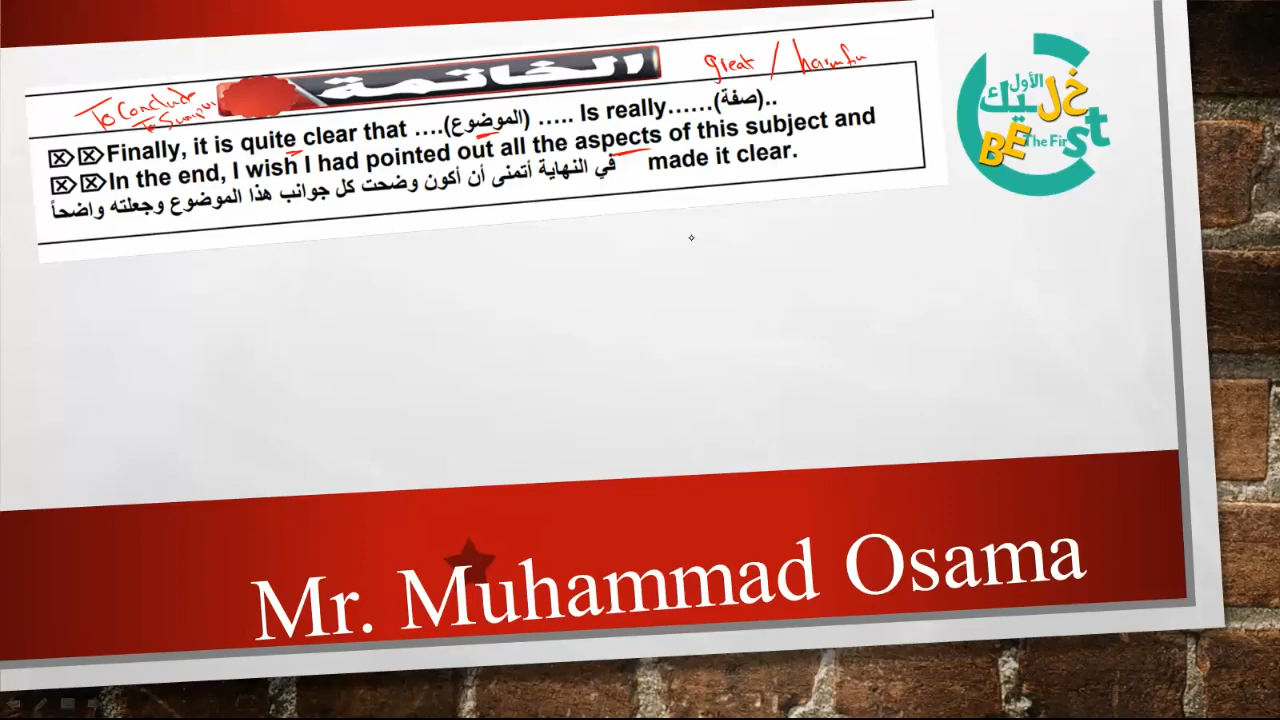 الخاتمة
great / harmfu
To Conclude
To Sum
Finally, it is quite clear that ....(الموضوع) ..... Is really......(صفة)..
In the end, I wish I had pointed out all the aspects of this subject and made it clear.
في النهاية أتمنى أن أكون وضحت كل جوانب هذا الموضوع وجعلته واضحاً
خليك الأول
BE The First
Mr. Muhammad Osama